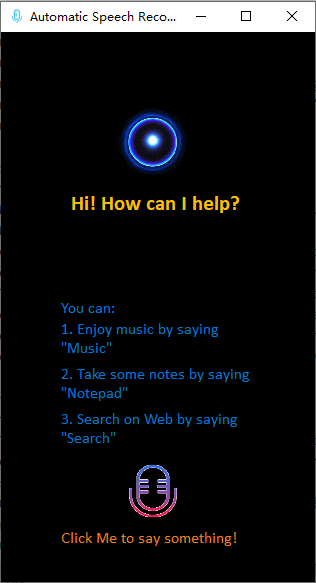 Automatic Speech Reco...
Hi! How can I help?
You can:
1. Enjoy music by saying
"Music"
2. Take some notes by saying
"Notepad"
3. Search on Web by saying
"Search"
Click Me to say something!